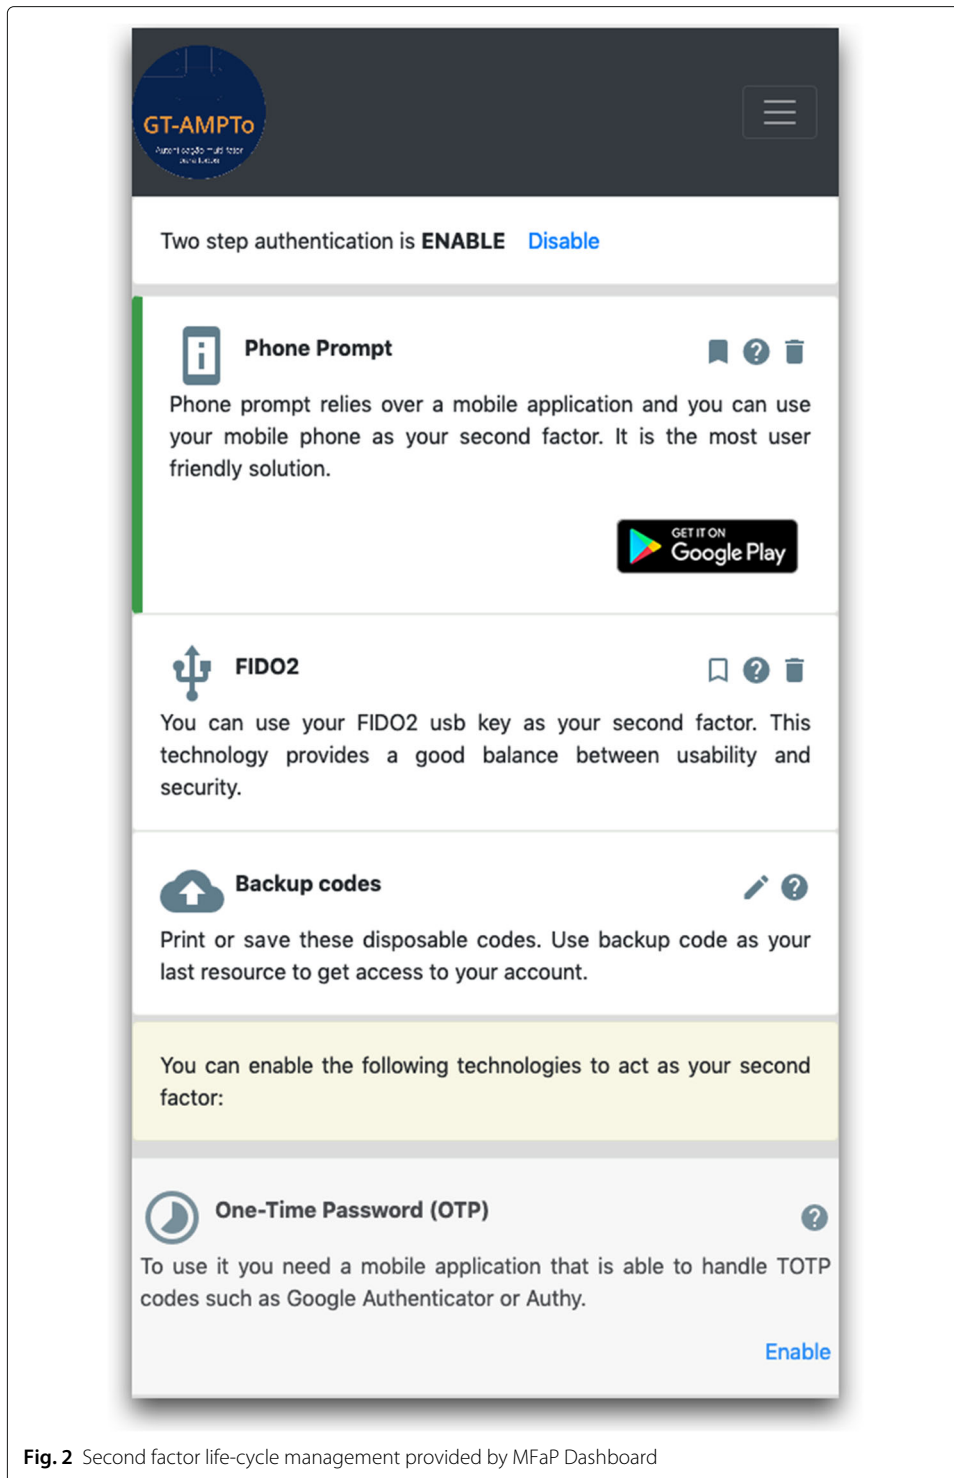 GT-AMPTo
Autenticação multi fator
para todos
Two step authentication is ENABLE Disable
Phone Prompt
Phone prompt relies over a mobile application and you can use
your mobile phone as your second factor. It is the most user
friendly solution.
GET IT ON
Google Play
FIDO2
You can use your FIDO2 usb key as your second factor. This
technology provides a good balance between usability and
security.
Backup codes
Print or save these disposable codes. Use backup code as your
last resource to get access to your account.
You can enable the following technologies to act as your second
factor:
One-Time Password (OTP)
To use it you need a mobile application that is able to handle TOTP
codes such as Google Authenticator or Authy.
Enable
Fig. 2 Second factor life-cycle management provided by MFaP Dashboard